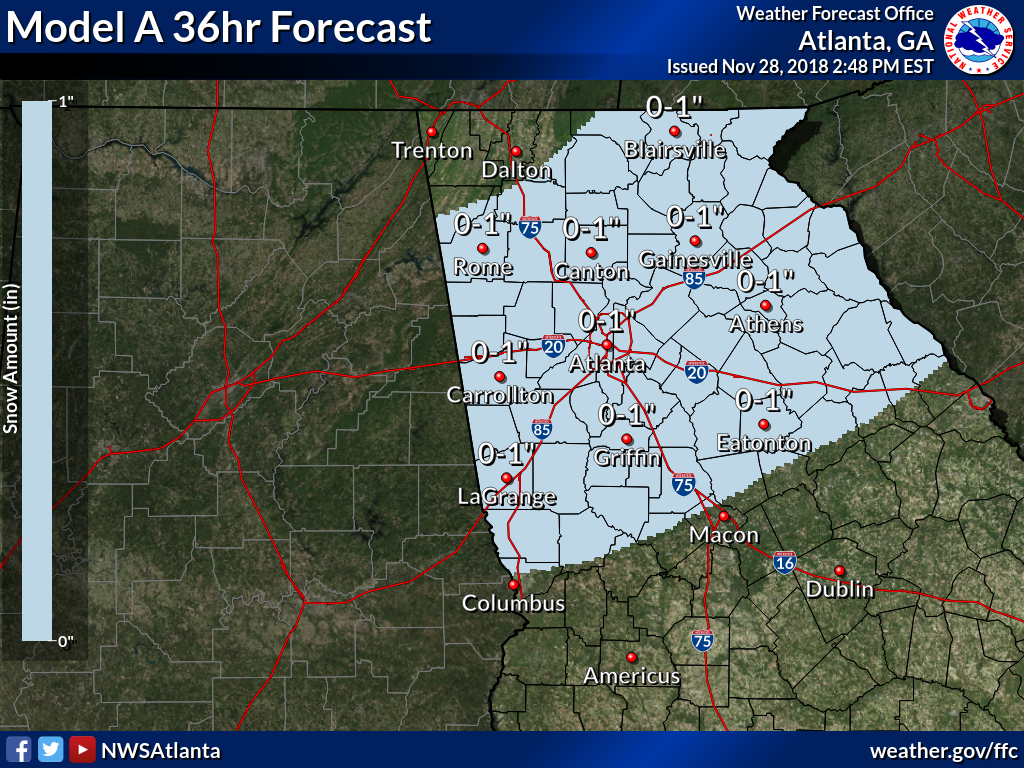 Model A 36hr Forecast
Weather Forecast Office
Atlanta, GA
Issued Nov 28, 2018 2:48 PM EST
NATIONAL WEATHER SERVICE
1"
Snow Amount (in)
0"
0-1"
Blairsville
Trenton
Dalton
0-1"
Rome
75
0-1"
Canton
0-1"
Gainesville
85
0-1"
Athens
0-1"
Atlanta
20
0-1"
Carrollton
20
85
0-1"
Griffin
0-1"
Eatonton
0-1"
LaGrange
75
Macon
16
Columbus
Dublin
75
Americus
NWSAtlanta
weather.gov/ffc